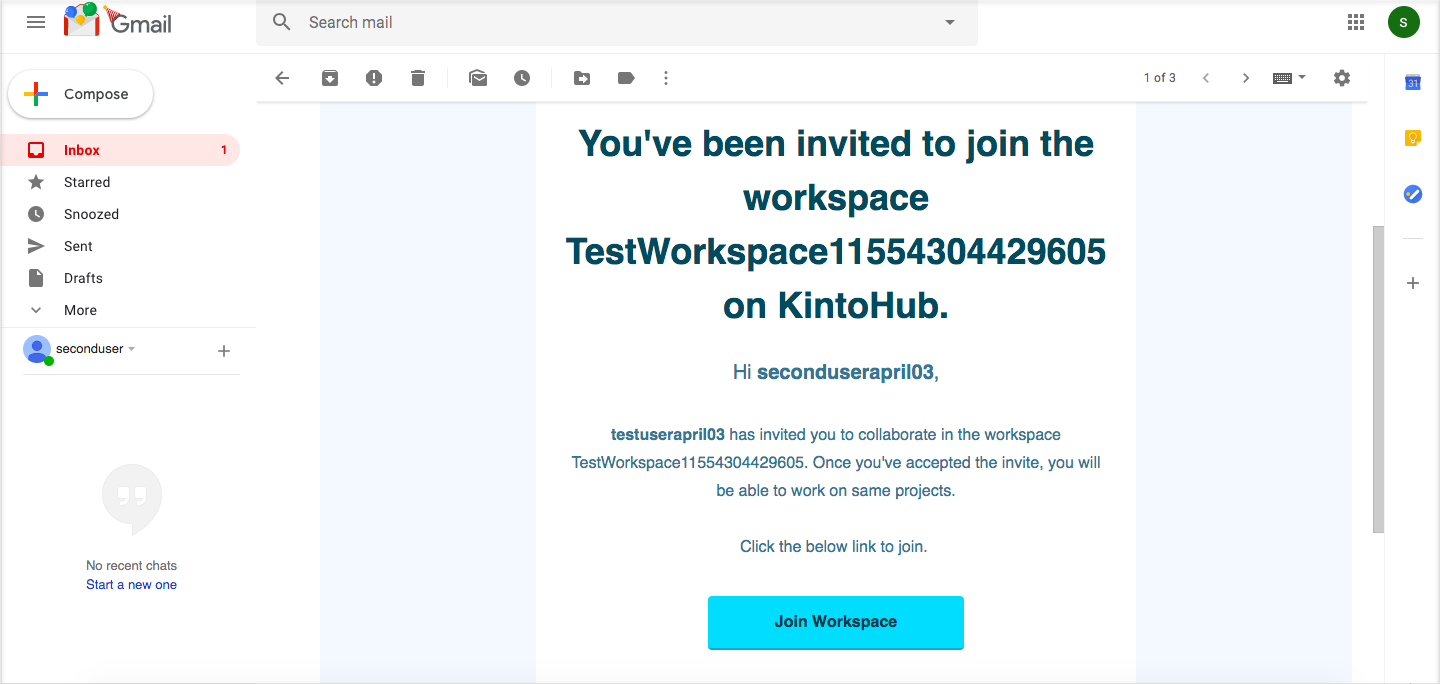 Gmail
Search mail
S
Compose
1 of 3
31
Inbox 1
Starred
Snoozed
Sent
Drafts
More
seconduser
No recent chats
Start a new one
You've been invited to join the
workspace
TestWorkspace11554304429605
on KintoHub.
Hi seconduserapril03,
testuserapril03 has invited you to collaborate in the workspace
TestWorkspace11554304429605. Once you've accepted the invite, you will
be able to work on same projects.
Click the below link to join.
Join Workspace